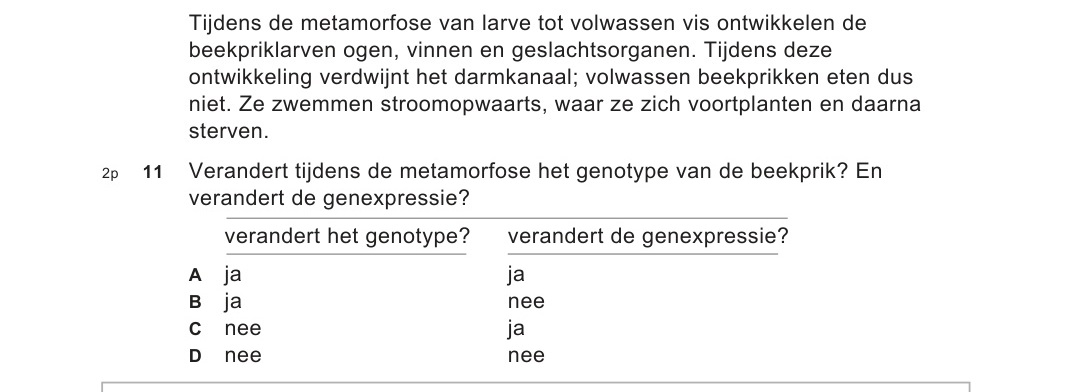 Tijdens de metamorfose van larve tot volwassen vis ontwikkelen de
beekpriklarven ogen, vinnen en geslachtsorganen. Tijdens deze
ontwikkeling verdwijnt het darmkanaal; volwassen beekprikken eten dus
niet. Ze zwemmen stroomopwaarts, waar ze zich voortplanten en daarna
sterven.
2p 11 Verandert tijdens de metamorfose het genotype van de beekprik? En
verandert de genexpressie?
verandert het genotype? verandert de genexpressie?
A ja ja
B ja nee
C nee ja
D nee nee